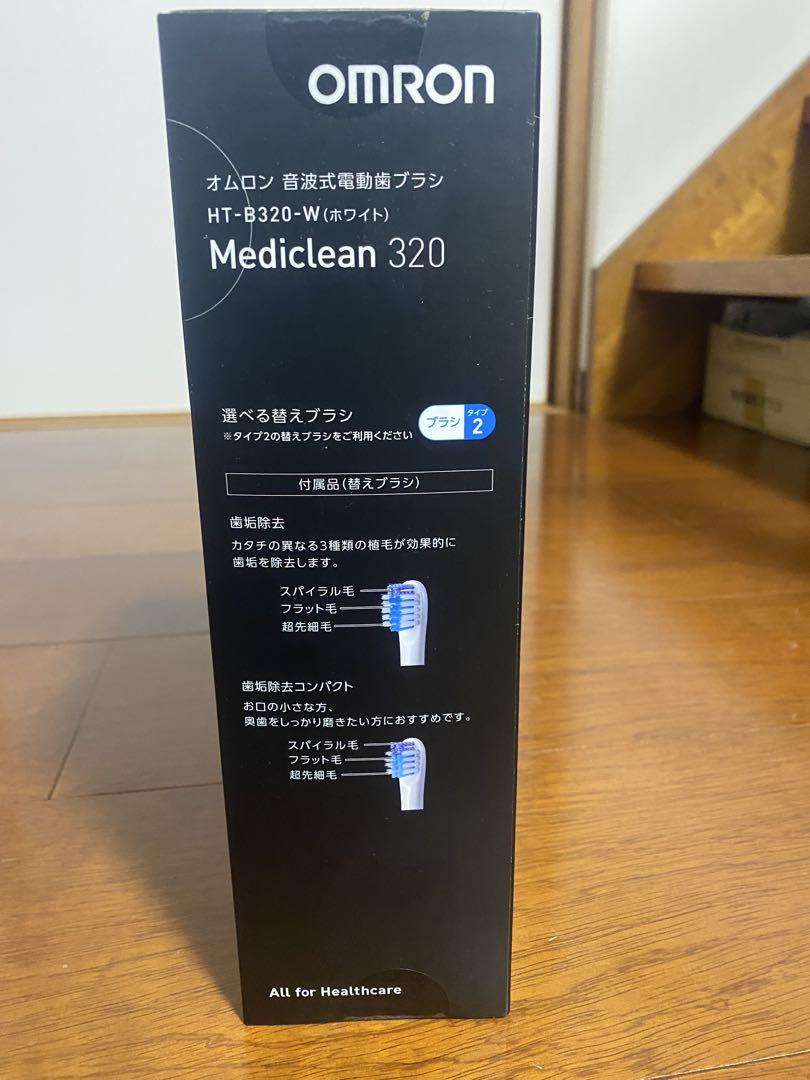 OMRON
オムロン 音波式電動歯ブラシ
HT-B320-W(ホワイト)
Mediclean 320
選べる替えブラシ
※タイプ2の替えブラシをご利用ください
ブラシ タイプ 2
付属品(替えブラシ)
歯垢除去
カタチの異なる3種類の植毛が効果的に
歯垢を除去します。
スパイラル毛
フラット毛
超先細毛
歯垢除去コンパクト
お口の小さな方、
奥歯をしっかり磨きたい方におすすめです。
スパイラル毛
フラット毛
超先細毛
All for Healthcare